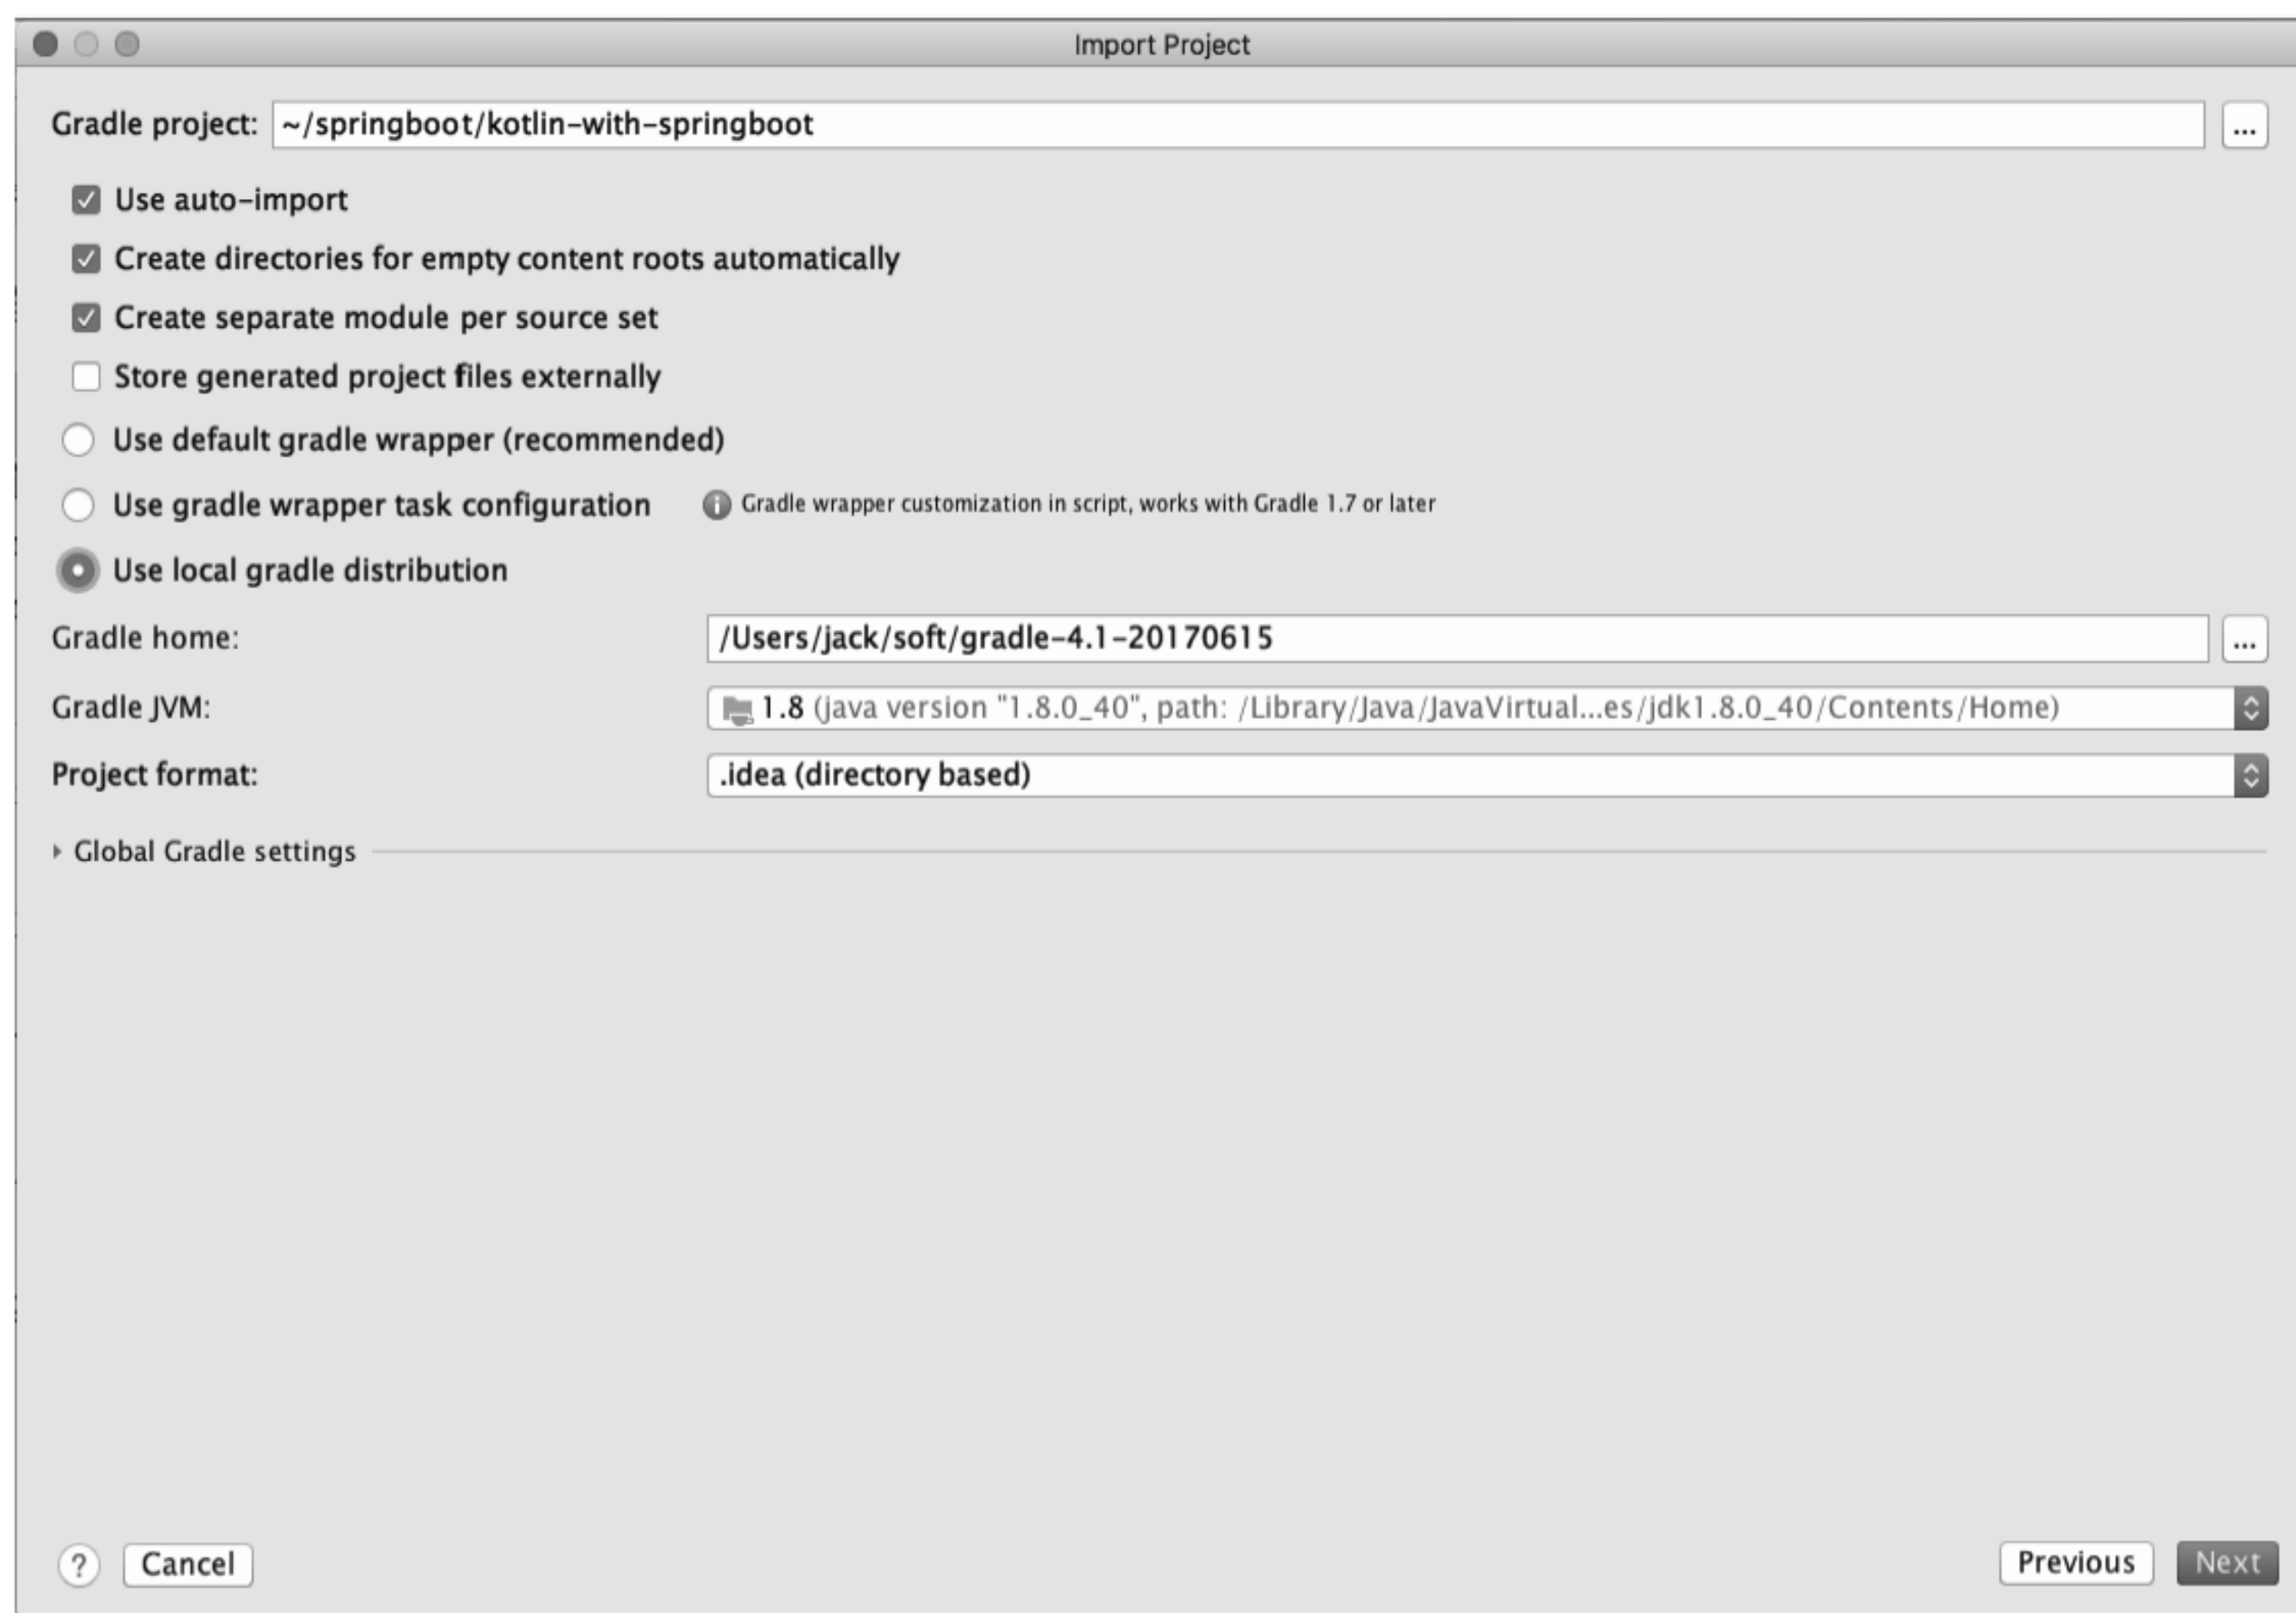 Import Project
Gradle project: ~/springboot/kotlin-with-springboot ...
Use auto-import
Create directories for empty content roots automatically
Create separate module per source set
Store generated project files externally
Use default gradle wrapper (recommended)
Use gradle wrapper task configuration Gradle wrapper customization in script, works with Gradle 1.7 or later
Use local gradle distribution
Gradle home: /Users/jack/soft/gradle-4.1-20170615 ...
Gradle JVM: 1.8 (java version "1.8.0_40", path: /Library/Java/JavaVirtual...es/jdk1.8.0_40/Contents/Home)
Project format: .idea (directory based)
Global Gradle settings
? Cancel Previous Next